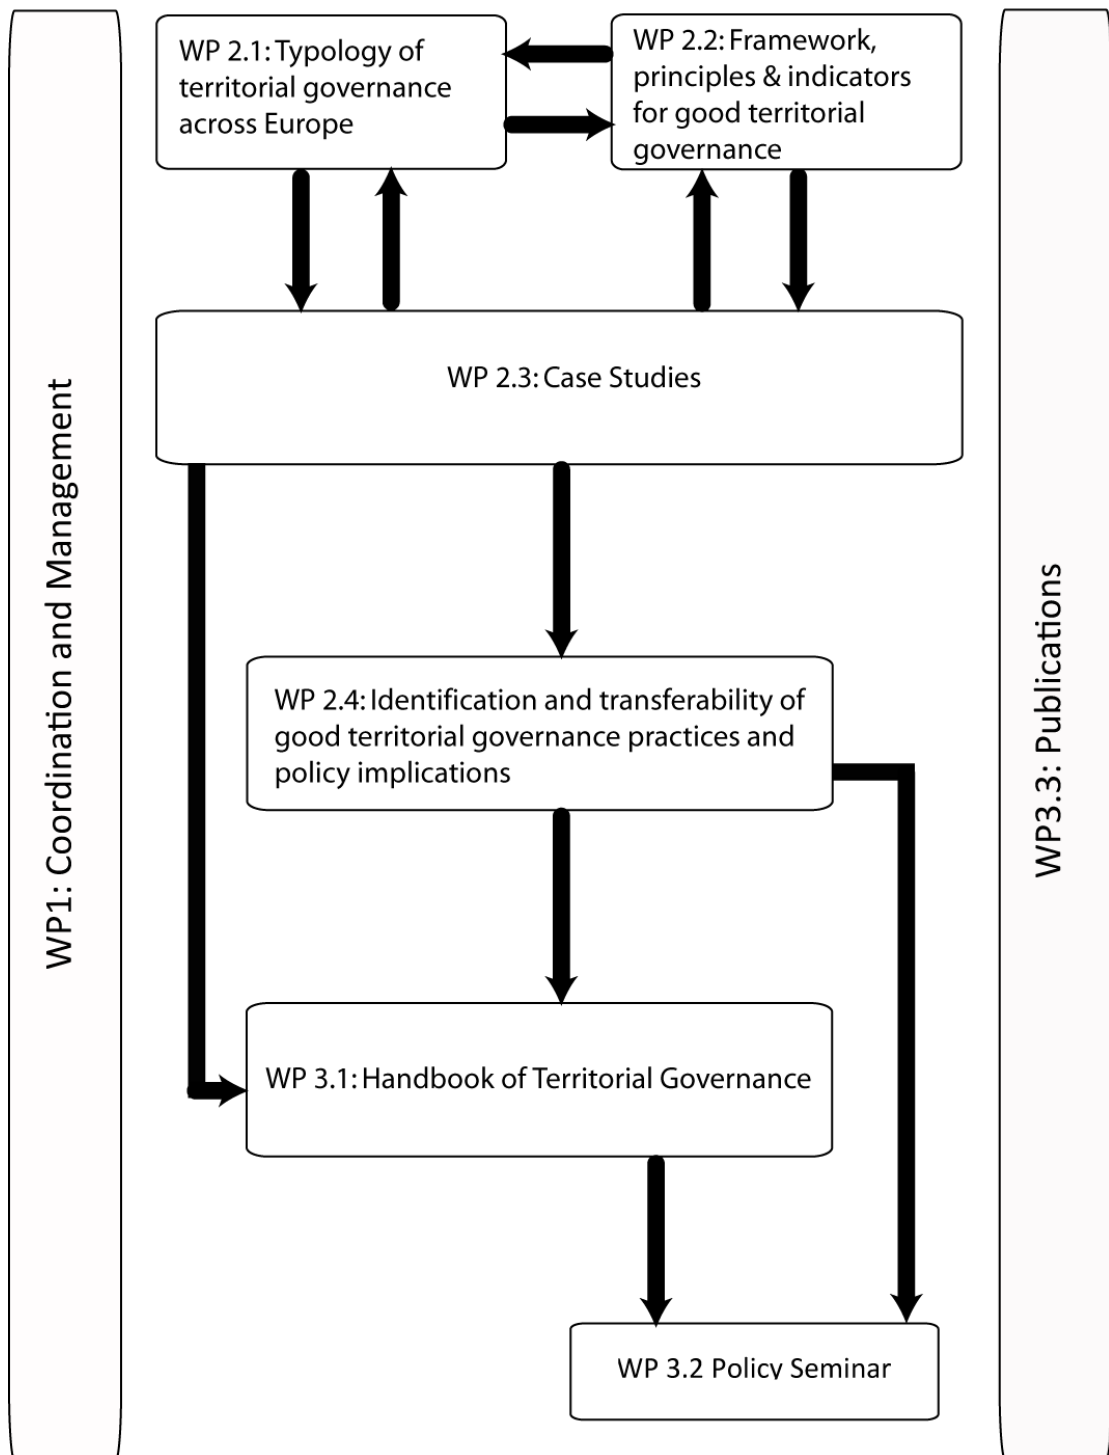 WP1: Coordination and Management
WP 2.1: Typology of
territorial governance
across Europe
WP 2.2: Framework,
principles & indicators
for good territorial
governance
WP 2.3: Case Studies
WP 2.4: Identification and transferability of
good territorial governance practices and
policy implications
WP 3.1: Handbook of Territorial Governance
WP 3.2 Policy Seminar
WP3.3: Publications